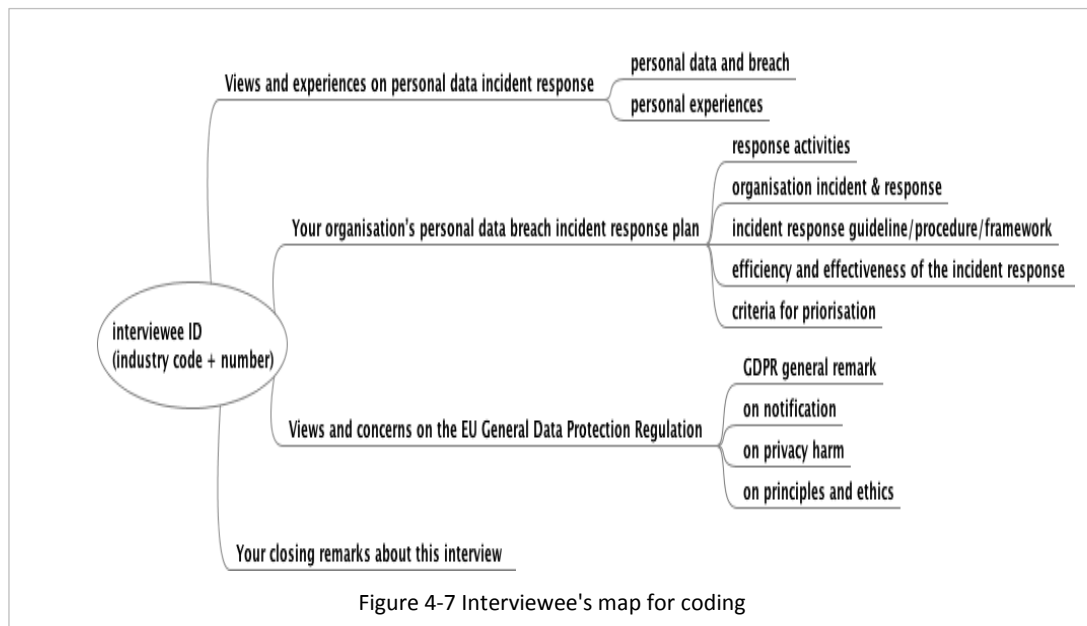 personal data and breach
Views and experiences on personal data incident response
personal experiences
response activities
organisation incident & response
Your organisation's personal data breach incident response plan
incident response guideline/procedure/framework
efficiency and effectiveness of the incident response
criteria for priorisation
interviewee ID
(industry code + number)
GDPR general remark
on notification
Views and concerns on the EU General Data Protection Regulation
on privacy harm
on principles and ethics
Your closing remarks about this interview
Figure 4-7 Interviewee's map for coding